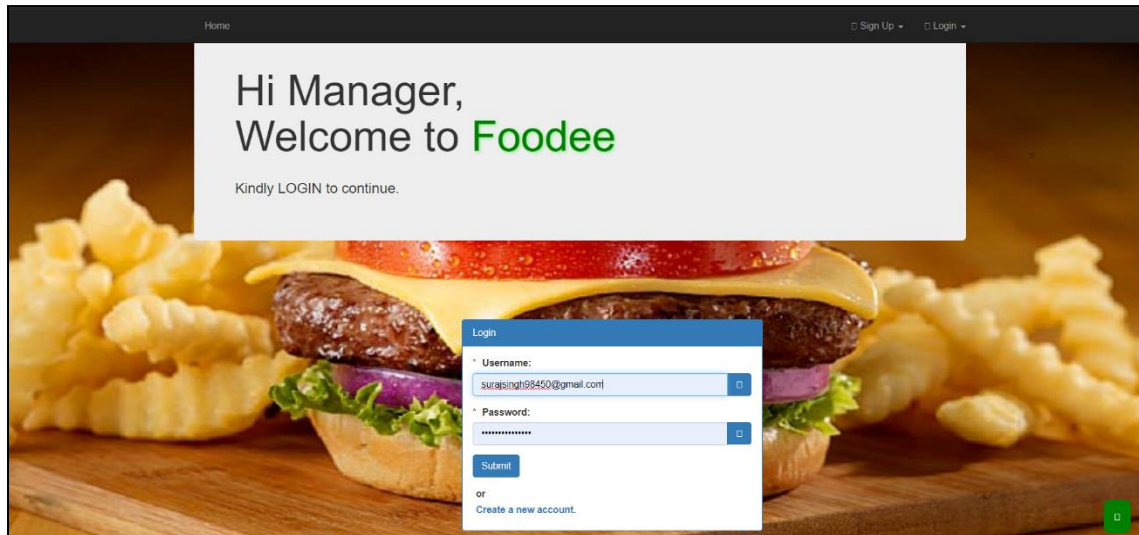 Home
Sign Up
Login
Hi Manager,
Welcome to Foodee
Kindly LOGIN to continue.
Login
* Username:
surajsingh98450@gmail.com
* Password:
•••••••••••••••
Submit
or
Create a new account.